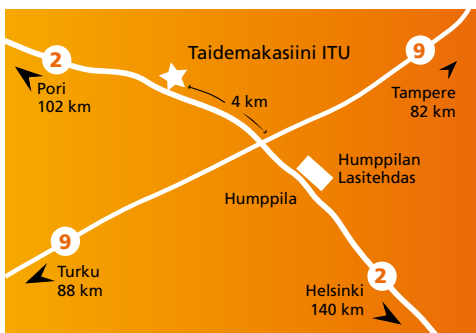 2
Taidemakasiini ITU
9
Pori
102 km
4 km
Tampere
82 km
Humppilan
Lasitehdas
Humppila
9
Turku
88 km
2
Helsinki
140 km